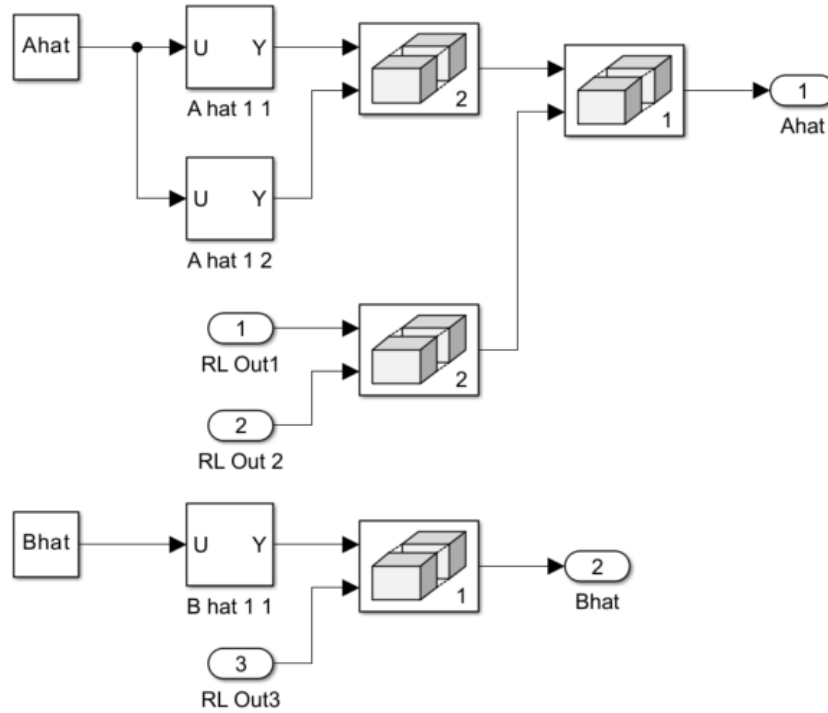 Ahat
U Y
A hat 1 1
2
1
1
Ahat
U Y
A hat 1 2
1
RL Out1
2
2
RL Out 2
Bhat
U Y
B hat 1 1
1
2
Bhat
3
RL Out3